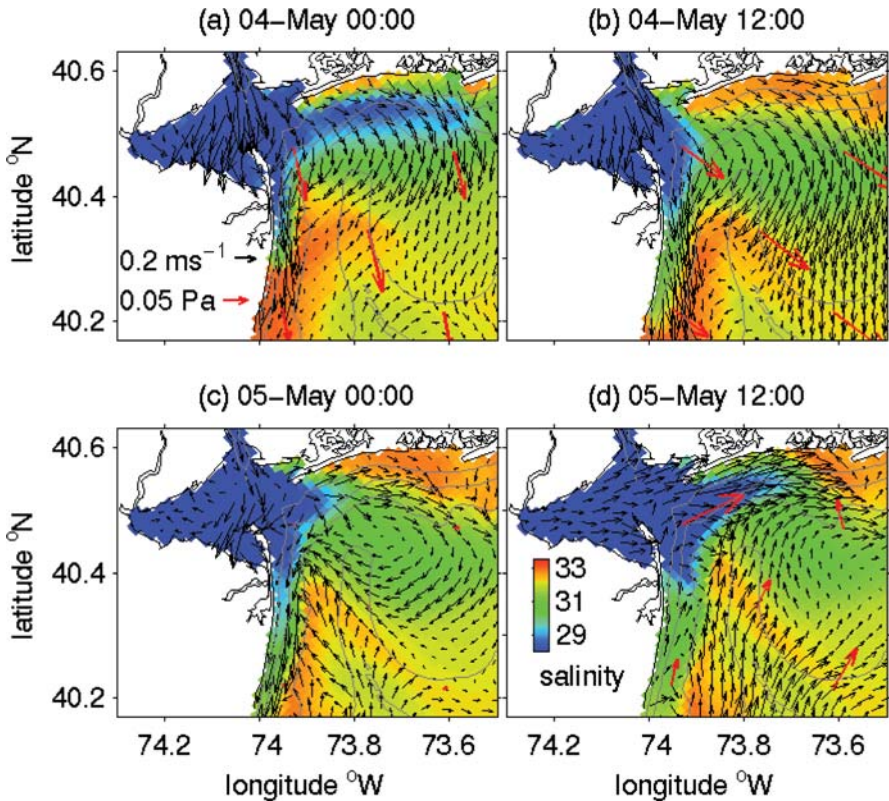 (a) 04-May 00:00
(b) 04-May 12:00
40.6
40.4
40.2
latitude °N
0.2 ms⁻¹
0.05 Pa
(c) 05-May 00:00
(d) 05-May 12:00
40.6
40.4
40.2
latitude °N
33
31
29
salinity
74.2 74 73.8 73.6
74.2 74 73.8 73.6
longitude °W
longitude °W